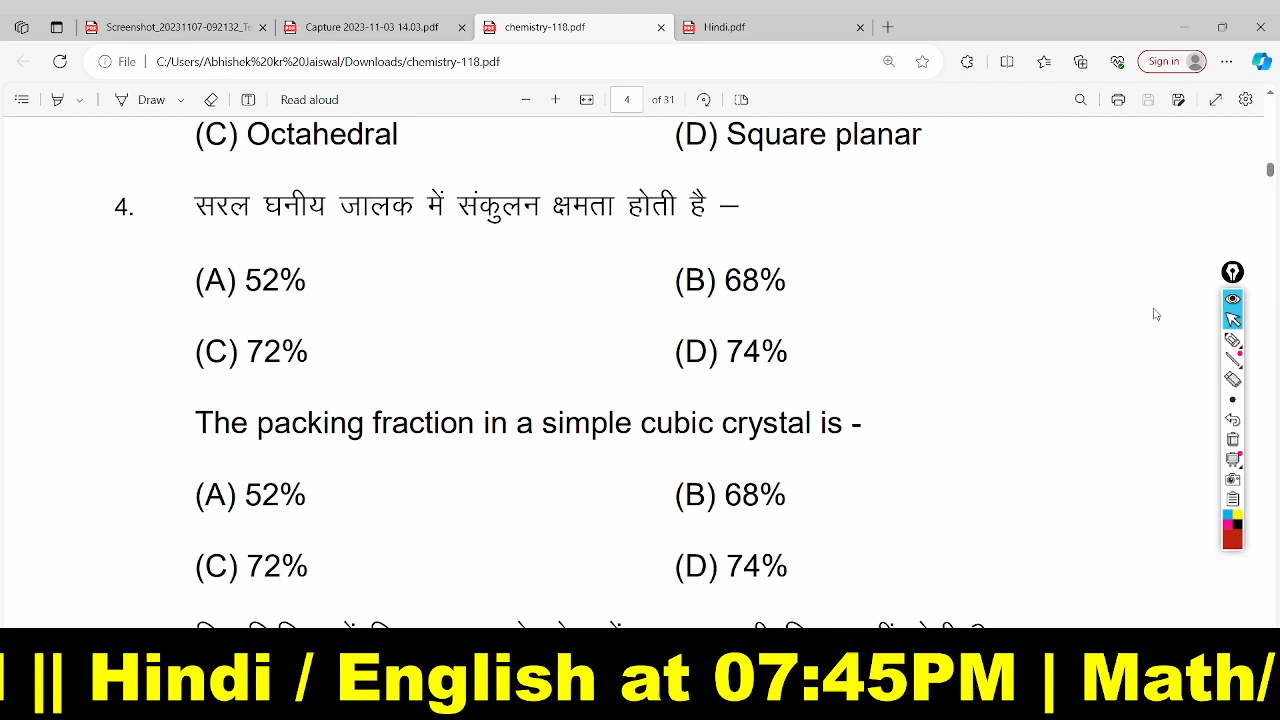 Screenshot_20231107-092132_Te
Capture 2023-11-03 14.03.pdf
chemistry-118.pdf
Hindi.pdf
File
C:/Users/Abhishek%20kr%20Jaiswal/Downloads/chemistry-118.pdf
Sign in
Draw
Read aloud
4
of 31
(C) Octahedral
(D) Square planar
4. सरल घनीय जालक में संकुलन क्षमता होती है –
(A) 52%
(B) 68%
(C) 72%
(D) 74%
The packing fraction in a simple cubic crystal is -
(A) 52%
(B) 68%
(C) 72%
(D) 74%
|| Hindi / English at 07:45PM | Math/